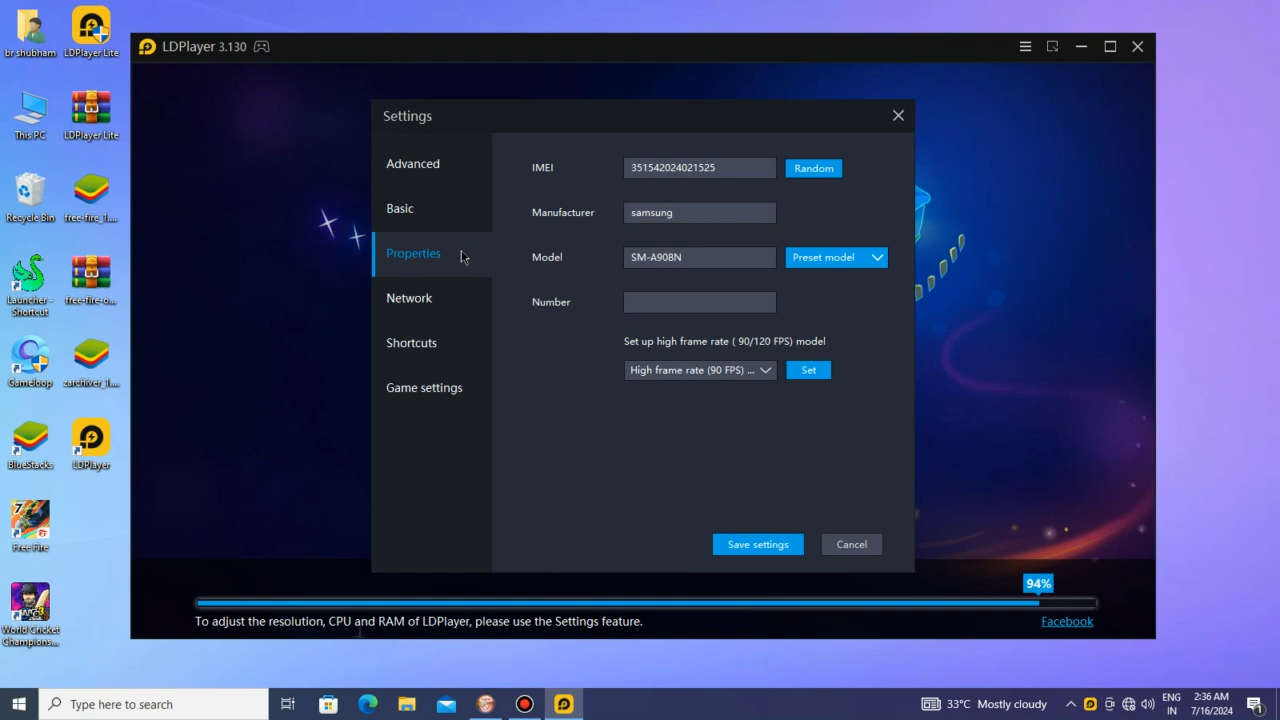 br shubham
LDPlayer Lite
This PC
LDPlayer Lite
Recycle Bin
free-fire_1....
Launcher -
Shortcut
free-fire-o...
Gameloop
zarchiver_1....
BlueStacks
LDPlayer
Free Fire
World Cricket
Champions...
LDPlayer 3.130
Settings
Advanced
Basic
Properties
Network
Shortcuts
Game settings
IMEI 351542024021525 Random
Manufacturer samsung
Model SM-A908N Preset model
Number
Set up high frame rate ( 90/120 FPS) model
High frame rate (90 FPS) ... Set
Save settings Cancel
94%
To adjust the resolution, CPU and RAM of LDPlayer, please use the Settings feature. Facebook
Type here to search
33°C Mostly cloudy
ENG
IN
2:36 AM
7/16/2024
1